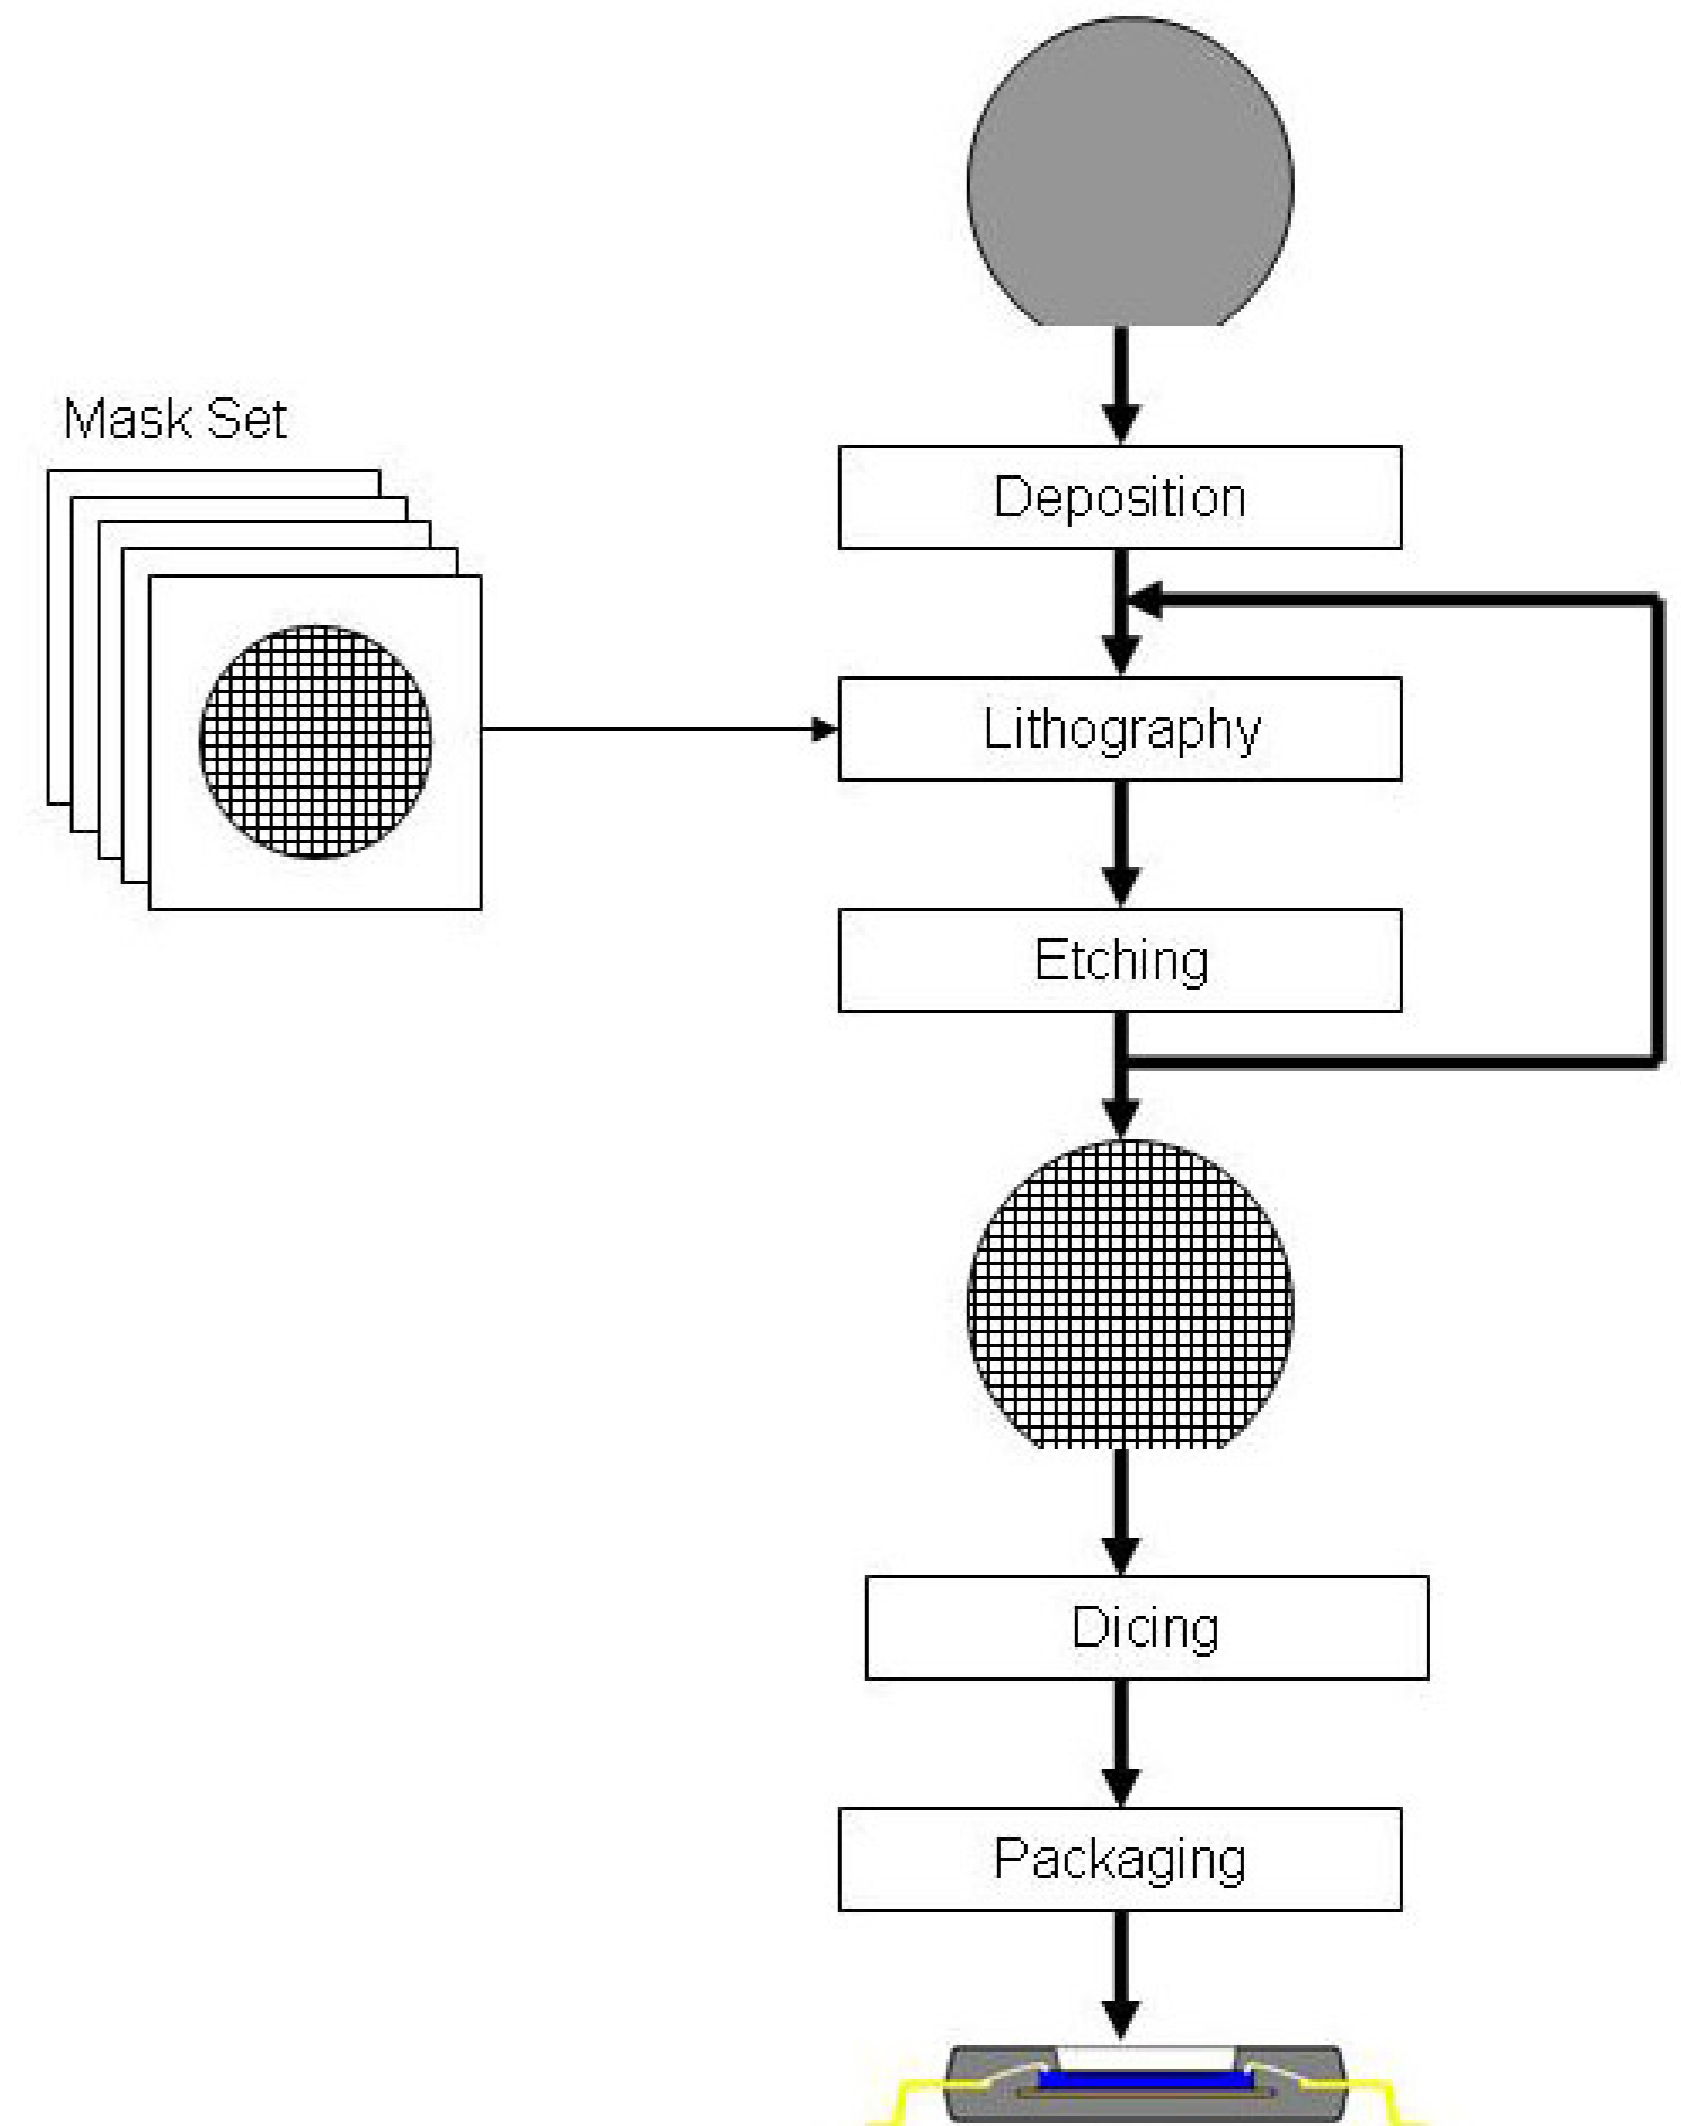 Mask Set
Deposition
Lithography
Etching
Dicing
Packaging